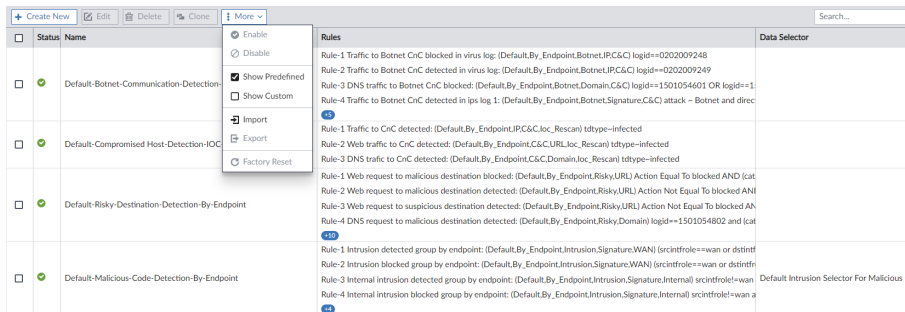 Create New Edit Delete Clone More Search...
Enable
Disable
Show Predefined
Show Custom
Import
Export
Factory Reset
Status Name Rules Data Selector
Default-Botnet-Communication-Detection-
Rule-1 Traffic to Botnet CnC blocked in virus log: (Default,By_Endpoint,Botnet,IP,C&C) logid==0202009248
Rule-2 Traffic to Botnet CnC detected in virus log: (Default,By_Endpoint,Botnet,IP,C&C) logid==0202009249
Rule-3 DNS traffic to Botnet CnC blocked: (Default,By_Endpoint,Botnet,Domain,C&C) logid==1501054601 OR logid==1
Rule-4 Traffic to Botnet CnC detected in ips log 1: (Default,By_Endpoint,Botnet,Signature,C&C) attack ~ Botnet and direc
+5
Default-Compromised Host-Detection-IOC-
Rule-1 Traffic to CnC detected: (Default,By_Endpoint,IP,C&C,Ioc_Rescan) tdtype~infected
Rule-2 Web traffic to CnC detected: (Default,By_Endpoint,C&C,URL,Ioc_Rescan) tdtype~infected
Rule-3 DNS trafic to CnC detected: (Default,By_Endpoint,C&C,Domain,Ioc_Rescan) tdtype~infected
Default-Risky-Destination-Detection-By-Endpoint
Rule-1 Web request to malicious destination blocked: (Default,By_Endpoint,Risky,URL) Action Equal To blocked AND (cat
Rule-2 Web request to malicious destination detected: (Default,By_Endpoint,Risky,URL) Action Not Equal To blocked AN
Rule-3 Web request to suspicious destination detected: (Default,By_Endpoint,Risky,URL) Action Not Equal To blocked AN
Rule-4 DNS request to malicious destination detected: (Default,By_Endpoint,Risky,Domain) logid==1501054802 and (cat
+10
Default-Malicious-Code-Detection-By-Endpoint
Rule-1 Intrusion detected group by endpoint: (Default,By_Endpoint,Intrusion,Signature,WAN) (srcintfrole==wan or dstintf
Rule-2 Intrusion blocked group by endpoint: (Default,By_Endpoint,Intrusion,Signature,WAN) (srcintfrole==wan or dstintfr
Rule-3 Internal intrusion detected group by endpoint: (Default,By_Endpoint,Intrusion,Signature,Internal) srcintfrole!=wan
Rule-4 Internal intrusion blocked group by endpoint: (Default,By_Endpoint,Intrusion,Signature,Internal) srcintfrole!=wan a
+4
Default Intrusion Selector For Malicious